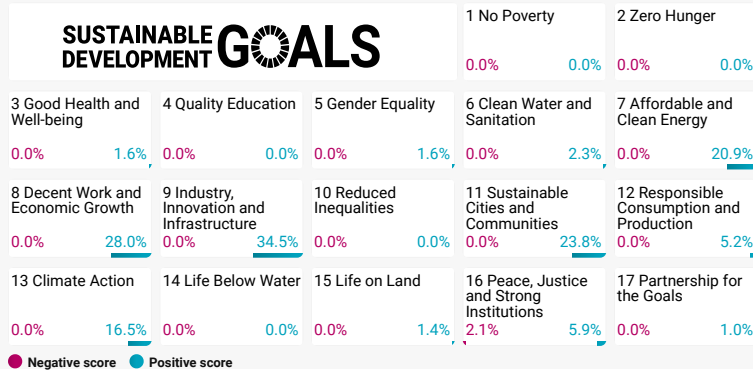 SUSTAINABLE DEVELOPMENT GOALS
1 No Poverty
0.0% 0.0%
2 Zero Hunger
0.0% 0.0%
3 Good Health and
Well-being
0.0% 1.6%
4 Quality Education
0.0% 0.0%
5 Gender Equality
0.0% 1.6%
6 Clean Water and
Sanitation
0.0% 2.3%
7 Affordable and
Clean Energy
0.0% 20.9%
8 Decent Work and
Economic Growth
0.0% 28.0%
9 Industry,
Innovation and
Infrastructure
0.0% 34.5%
10 Reduced
Inequalities
0.0% 0.0%
11 Sustainable
Cities and
Communities
0.0% 23.8%
12 Responsible
Consumption and
Production
0.0% 5.2%
13 Climate Action
0.0% 16.5%
14 Life Below Water
0.0% 0.0%
15 Life on Land
0.0% 1.4%
16 Peace, Justice
and Strong
Institutions
2.1% 5.9%
17 Partnership for
the Goals
0.0% 1.0%
Negative score Positive score